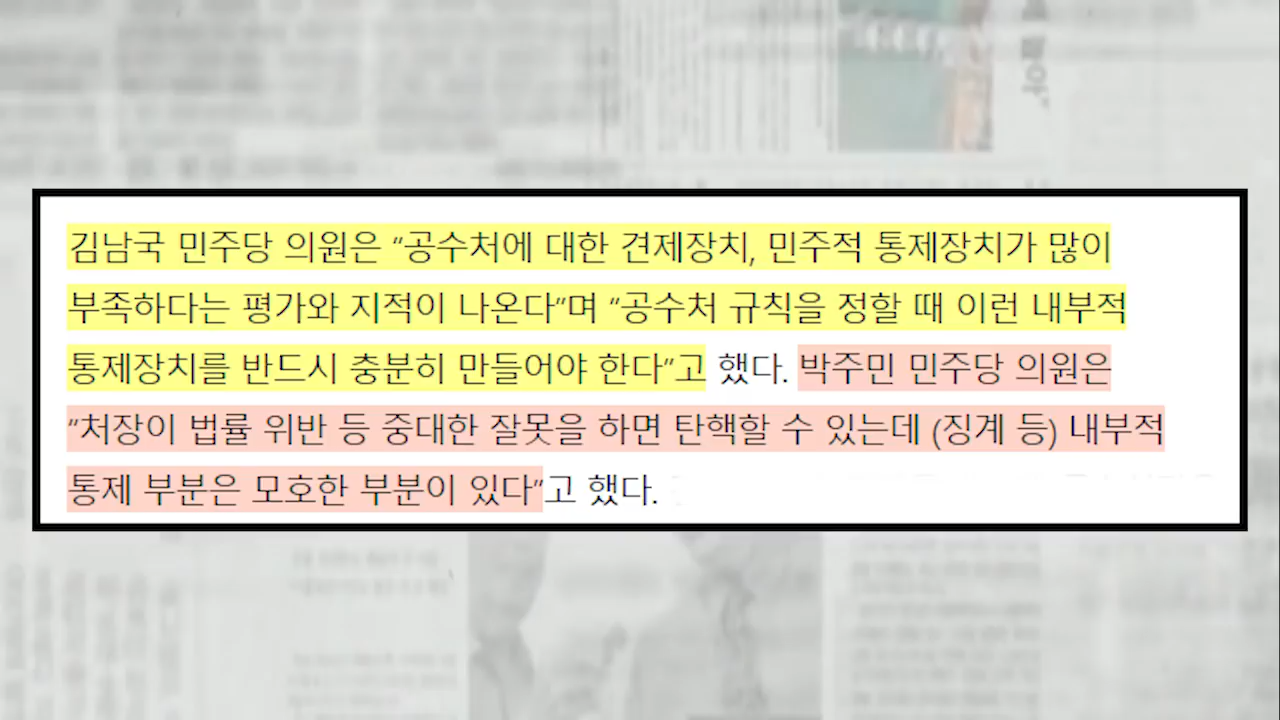 김남국 민주당 의원은 “공수처에 대한 견제장치, 민주적 통제장치가 많이
부족하다는 평가와 지적이 나온다”며 “공수처 규칙을 정할 때 이런 내부적
통제장치를 반드시 충분히 만들어야 한다”고 했다. 박주민 민주당 의원은
”처장이 법률 위반 등 중대한 잘못을 하면 탄핵할 수 있는데 (징계 등) 내부적
통제 부분은 모호한 부분이 있다”고 했다.